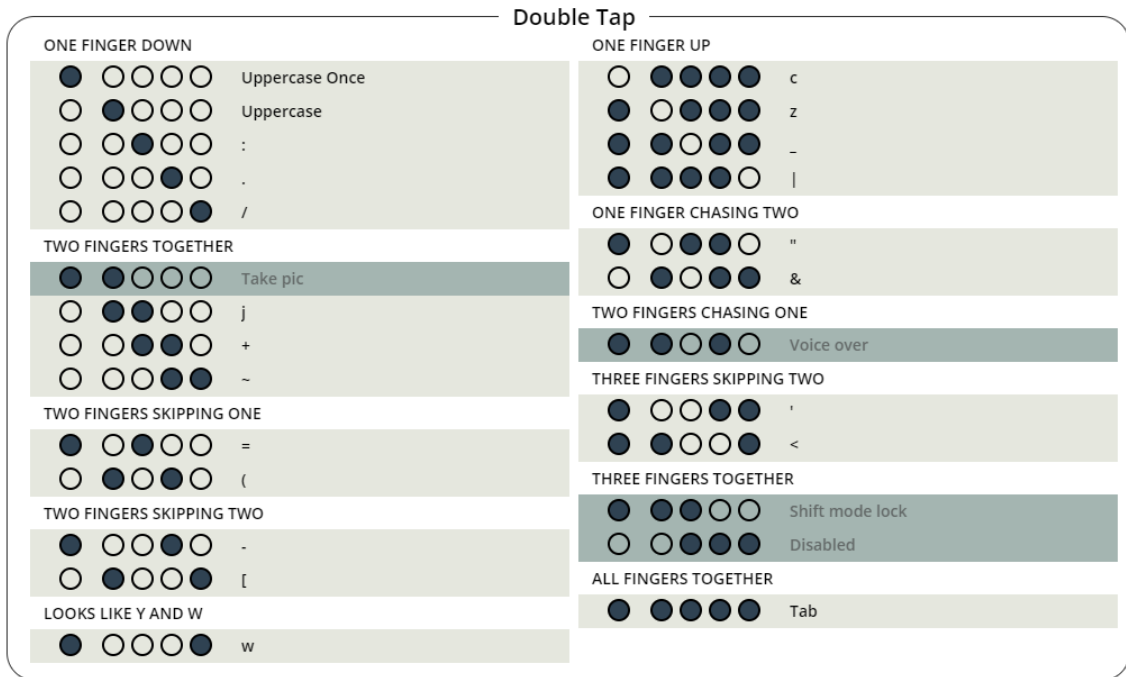 Double Tap
ONE FINGER DOWN
Uppercase Once
Uppercase
:
.
/
TWO FINGERS TOGETHER
Take pic
j
+
~
TWO FINGERS SKIPPING ONE
=
(
TWO FINGERS SKIPPING TWO
-
[
LOOKS LIKE Y AND W
w
ONE FINGER UP
c
z
_
|
ONE FINGER CHASING TWO
"
&
TWO FINGERS CHASING ONE
Voice over
THREE FINGERS SKIPPING TWO
'
<
THREE FINGERS TOGETHER
Shift mode lock
Disabled
ALL FINGERS TOGETHER
Tab